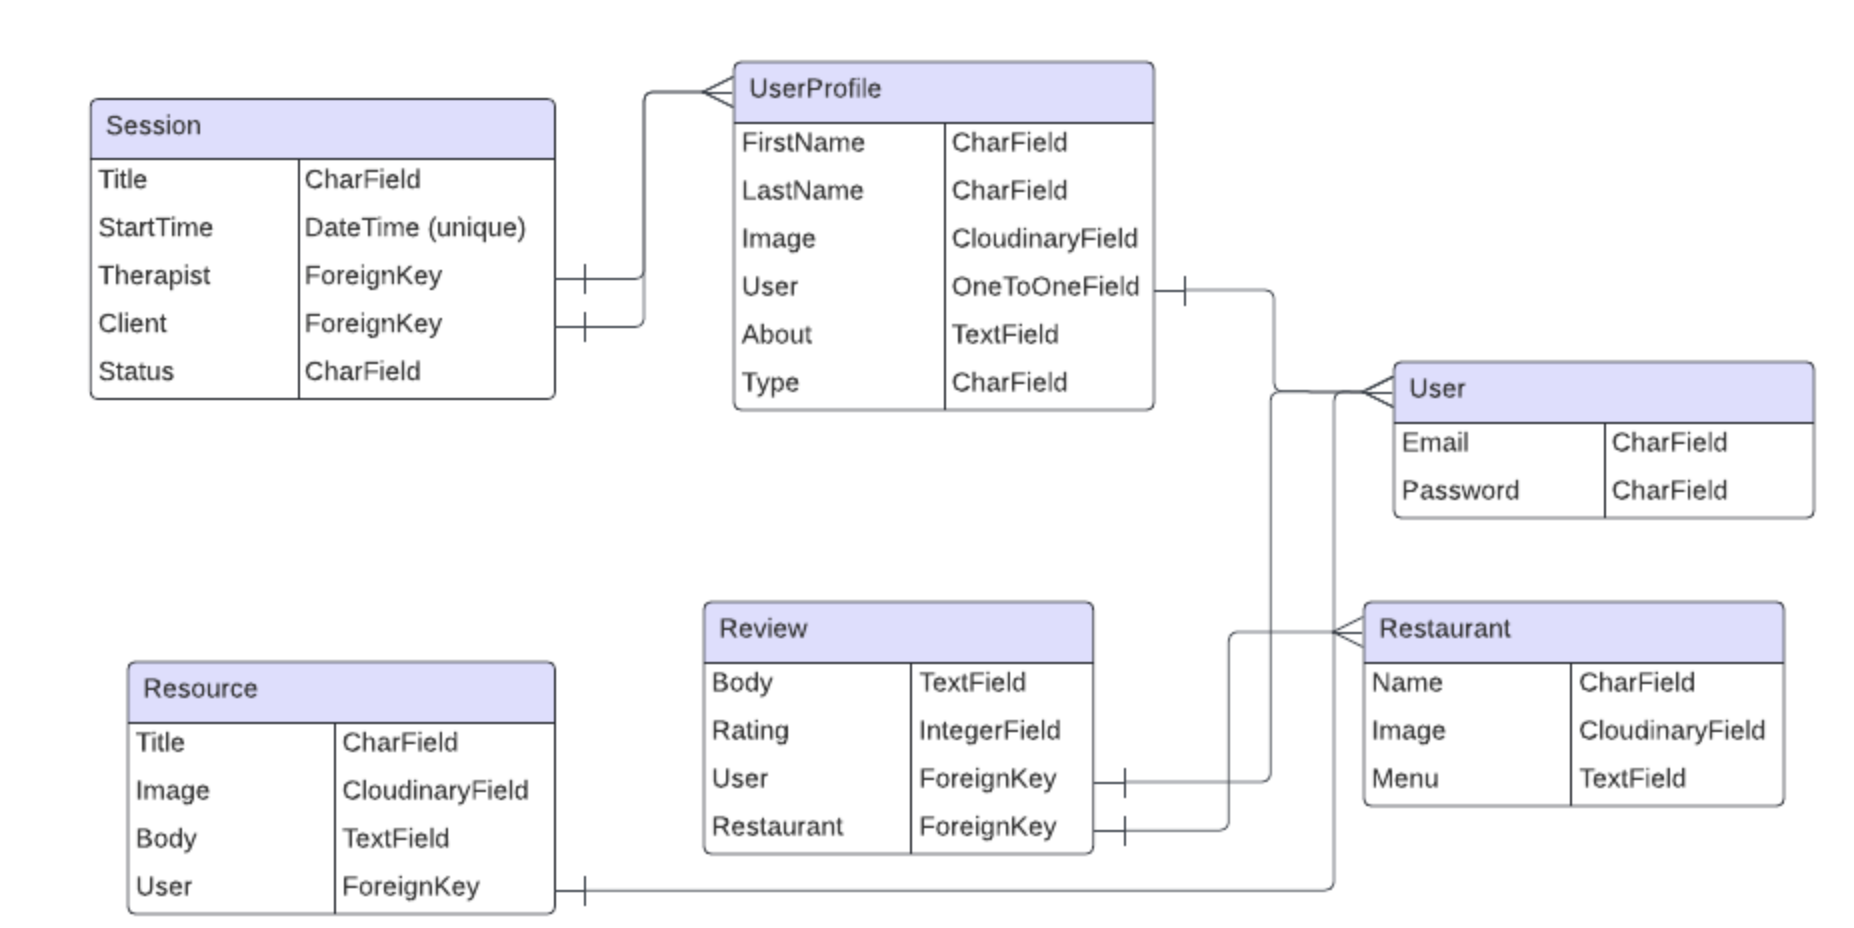 Session
Title CharField
StartTime DateTime (unique)
Therapist ForeignKey
Client ForeignKey
Status CharField
UserProfile
FirstName CharField
LastName CharField
Image CloudinaryField
User OneToOneField
About TextField
Type CharField
User
Email CharField
Password CharField
Resource
Title CharField
Image CloudinaryField
Body TextField
User ForeignKey
Review
Body TextField
Rating IntegerField
User ForeignKey
Restaurant ForeignKey
Restaurant
Name CharField
Image CloudinaryField
Menu TextField